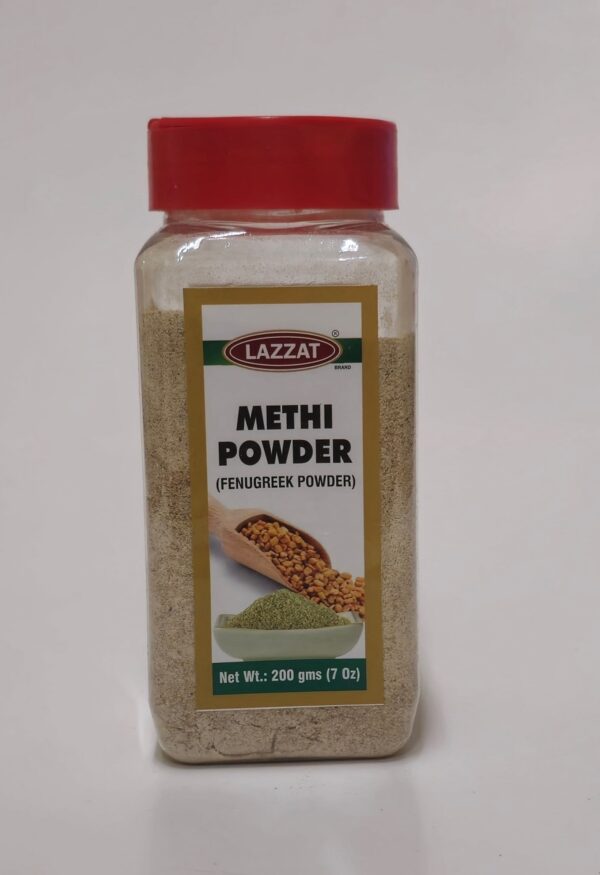 LAZZAT
®
BRAND
METHI
POWDER
(FENUGREEK POWDER)
Net Wt.: 200 gms (7 Oz)